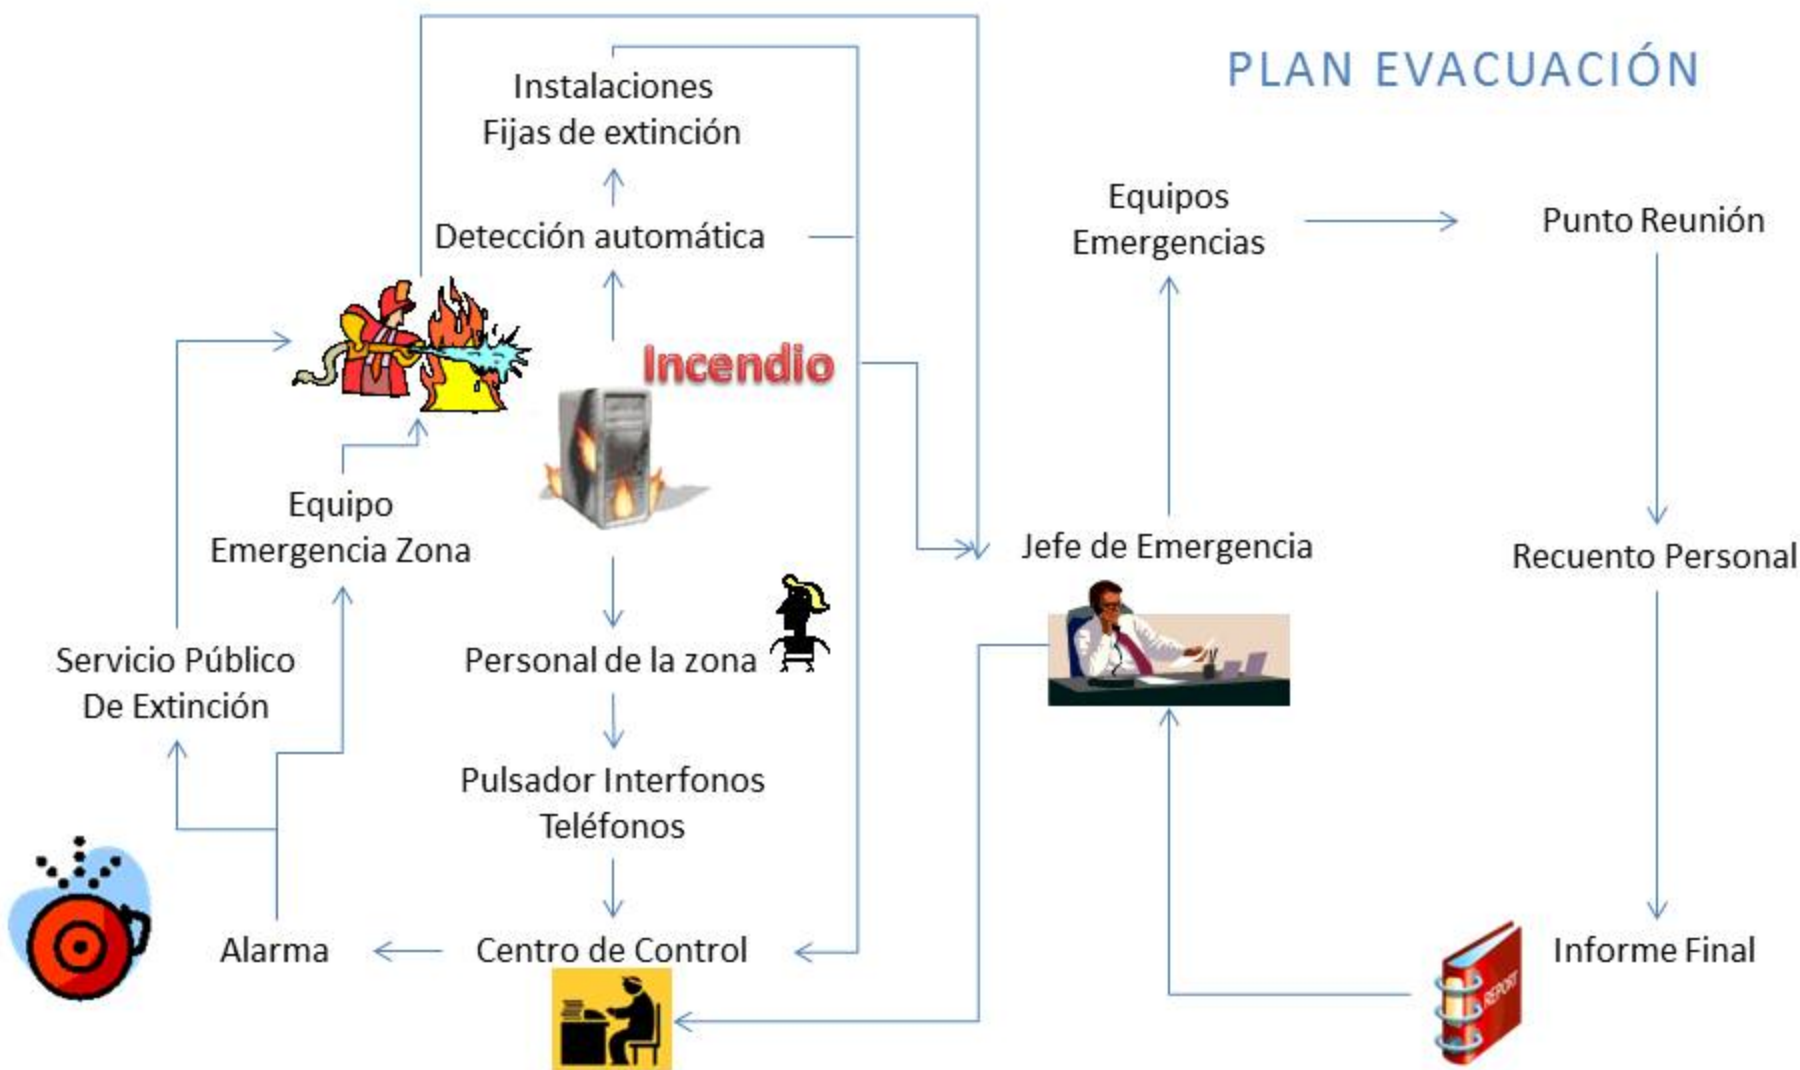 PLAN EVACUACIÓN
Instalaciones
Fijas de extinción
Detección automática
Incendio
Equipos
Emergencias
Punto Reunión
Equipo
Emergencia Zona
Jefe de Emergencia
Recuento Personal
Servicio Público
De Extinción
Personal de la zona
Pulsador Interfonos
Teléfonos
Alarma
Centro de Control
Informe Final
REPORT